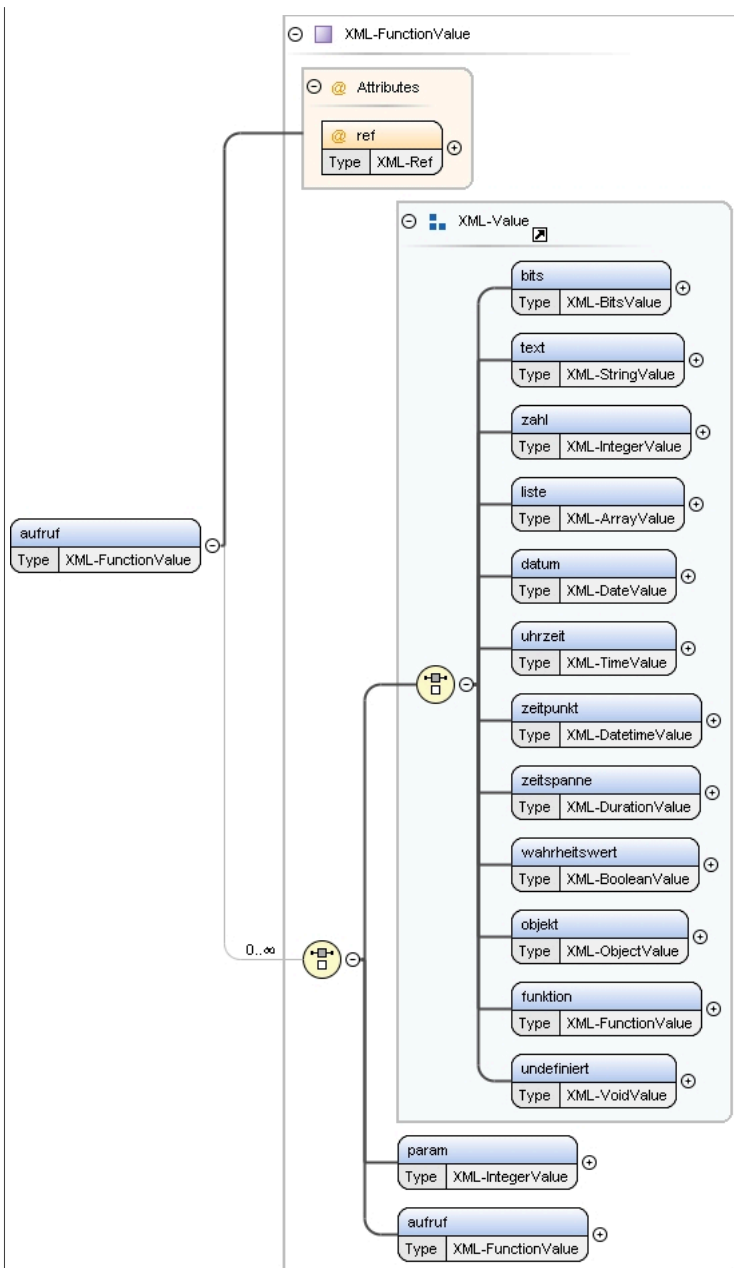 XML-FunctionValue
@ Attributes
@ ref
Type XML-Ref
XML-Value
bits
Type XML-BitsValue
text
Type XML-StringValue
zahl
Type XML-IntegerValue
liste
Type XML-ArrayValue
aufruf
Type XML-FunctionValue
datum
Type XML-DateValue
uhrzeit
Type XML-TimeValue
zeitpunkt
Type XML-DatetimeValue
zeitspanne
Type XML-DurationValue
wahrheitswert
Type XML-BooleanValue
objekt
Type XML-ObjectValue
0..∞
funktion
Type XML-FunctionValue
undefiniert
Type XML-VoidValue
param
Type XML-IntegerValue
aufruf
Type XML-FunctionValue